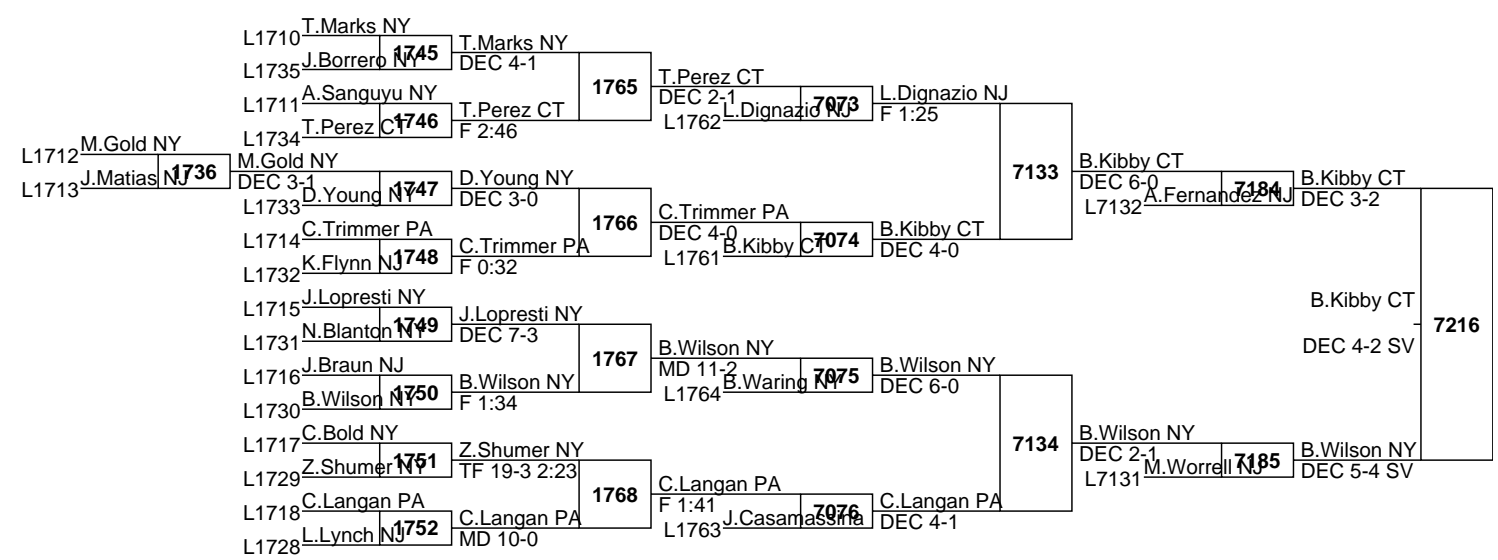 L1712 M.Gold NY
L1713 J.Matias NJ
1736
M.Gold NY
DEC 3-1
L1710 T.Marks NY
L1735 J.Borrero NY
1745
L1711 A.Sanguyu NY
L1734 T.Perez CT
1746
L1733 D.Young NY
1747
L1714 C.Trimmer PA
L1732 K.Flynn NJ
1748
L1715 J.Lopresti NY
L1731 N.Blanton NY
1749
L1716 J.Braun NJ
L1730 B.Wilson NY
1750
L1717 C.Bold NY
L1729 Z.Shumer NY
1751
L1718 C.Langan PA
L1728 L.Lynch NJ
1752
T.Marks NY
DEC 4-1
T.Perez CT
F 2:46
1765
D.Young NY
DEC 3-0
C.Trimmer PA
F 0:32
1766
J.Lopresti NY
DEC 7-3
B.Wilson NY
F 1:34
1767
Z.Shumer NY
TF 19-3 2:23
C.Langan PA
MD 10-0
1768
T.Perez CT
DEC 2-1
L1762 L.Dignazio NJ
7073
C.Trimmer PA
DEC 4-0
L1761 B.Kibby CT
7074
B.Wilson NY
MD 11-2
L1764 B.Waring NY
7075
C.Langan PA
F 1:41
L1763 J.Casamassina
7076
L.Dignazio NJ
F 1:25
B.Kibby CT
DEC 4-0
7133
B.Wilson NY
DEC 6-0
C.Langan PA
DEC 4-1
7134
B.Kibby CT
DEC 6-0
L7132 A.Fernandez NJ
7184
B.Wilson NY
DEC 2-1
L7131 M.Worrell NJ
7185
B.Kibby CT
DEC 3-2
B.Wilson NY
DEC 5-4 SV
7216
B.Kibby CT
DEC 4-2 SV